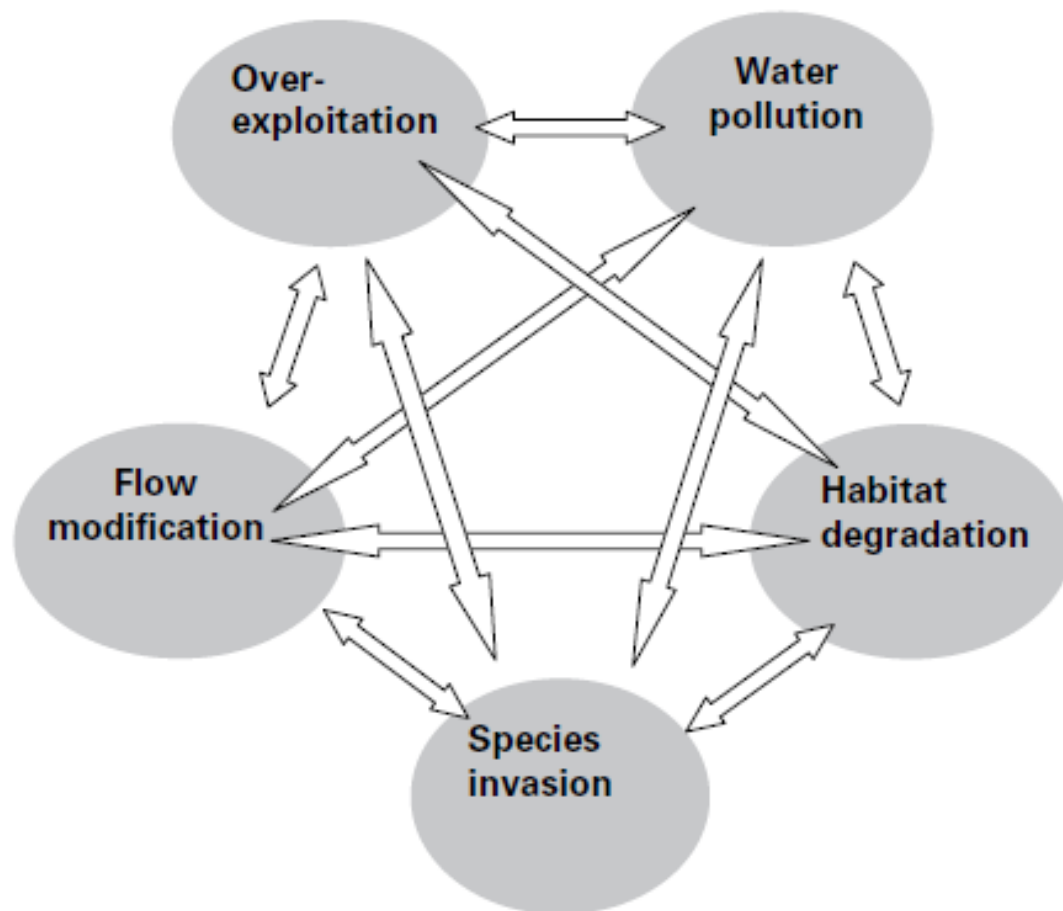 Over-
exploitation
Water
pollution
Flow
modification
Habitat
degradation
Species
invasion